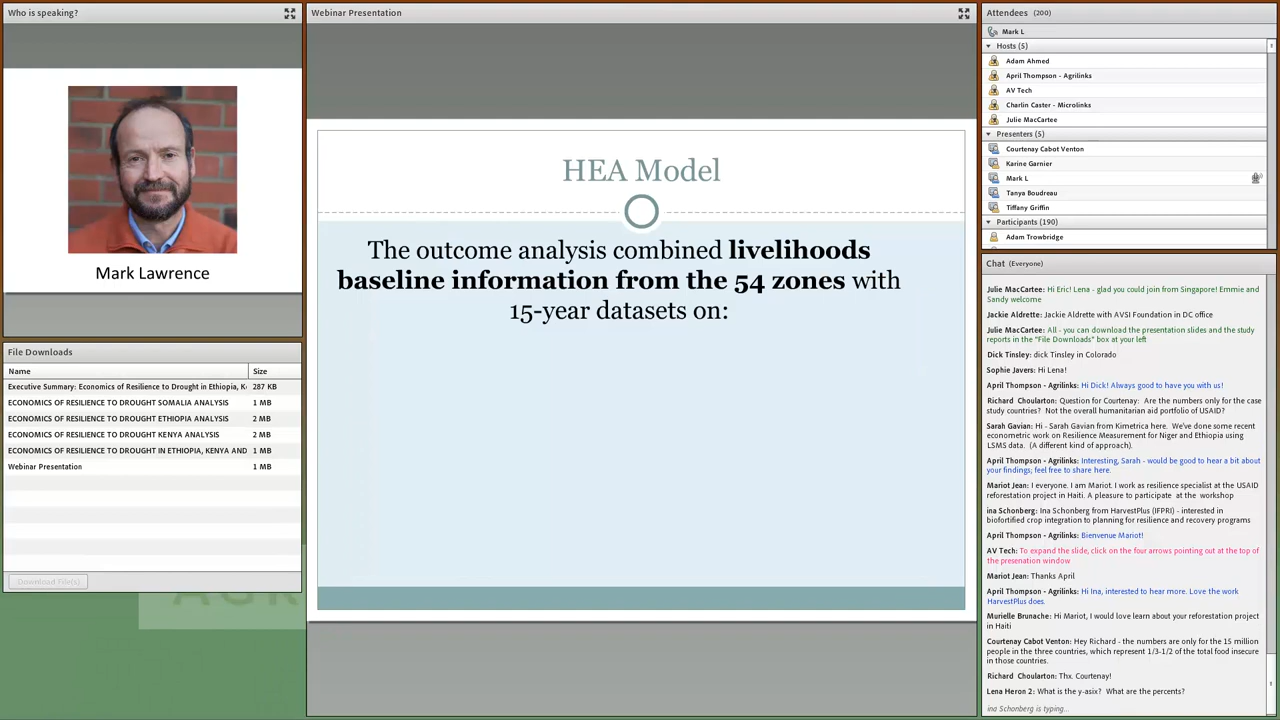 Who is speaking?
Mark Lawrence
File Downloads
Name Size
Executive Summary: Economics of Resilience to Drought in Ethiopia, K 287 KB
ECONOMICS OF RESILIENCE TO DROUGHT SOMALIA ANALYSIS 1 MB
ECONOMICS OF RESILIENCE TO DROUGHT ETHIOPIA ANALYSIS 2 MB
ECONOMICS OF RESILIENCE TO DROUGHT KENYA ANALYSIS 2 MB
ECONOMICS OF RESILIENCE TO DROUGHT IN ETHIOPIA, KENYA AND 1 MB
Webinar Presentation 1 MB
Download File(s)
Webinar Presentation
HEA Model
The outcome analysis combined livelihoods
baseline information from the 54 zones with
15-year datasets on:
Attendees (200)
Mark L
Hosts (5)
Adam Ahmed
April Thompson - Agrilinks
AV Tech
Charlin Caster - Microlinks
Julie MacCartee
Presenters (5)
Courtenay Cabot Venton
Karine Garnier
Mark L
Tanya Boudreau
Tiffany Griffin
Participants (190)
Adam Trowbridge
Chat (Everyone)
Julie MacCartee: Hi Eric! Lena - glad you could join from Singapore! Emmie and
Sandy welcome
Jackie Aldrette: Jackie Aldrette with AVSI Foundation in DC office
Julie MacCartee: All - you can download the presentation slides and the study
reports in the "File Downloads" box at your left
Dick Tinsley: dick Tinsley in Colorado
Sophie Javers: Hi Lena!
April Thompson - Agrilinks: Hi Dick! Always good to have you with us!
Richard Choularton: Question for Courtenay: Are the numbers only for the case
study countries? Not the overall humanitarian aid portfolio of USAID?
Sarah Gavian: Hi - Sarah Gavian from Kimetrica here. We've done some recent
econometric work on Resilience Measurement for Niger and Ethiopia using
LSMS data. (A different kind of approach).
April Thompson - Agrilinks: Interesting, Sarah - would be good to hear a bit about
your findings; feel free to share here.
Mariot Jean: I everyone. I am Mariot. I work as resilience specialist at the USAID
reforestation project in Haiti. A pleasure to participate at the workshop
ina Schonberg: Ina Schonberg from HarvestPlus (IFPRI) - interested in
biofortified crop integration to planning for resilience and recovery programs
April Thompson - Agrilinks: Bienvenue Mariot!
AV Tech: To expand the slide, click on the four arrows pointing out at the top of
the presenation window
Mariot Jean: Thanks April
April Thompson - Agrilinks: Hi Ina, interested to hear more. Love the work
HarvestPlus does.
Murielle Brunache: Hi Mariot, I would love learn about your reforestation project
in Haiti
Courtenay Cabot Venton: Hey Richard - the numbers are only for the 15 million
people in the three countries, which represent 1/3-1/2 of the total food insecure
in those countries.
Richard Choularton: Thx. Courtenay!
Lena Heron 2: What is the y-asix? What are the percents?
ina Schonberg is typing...